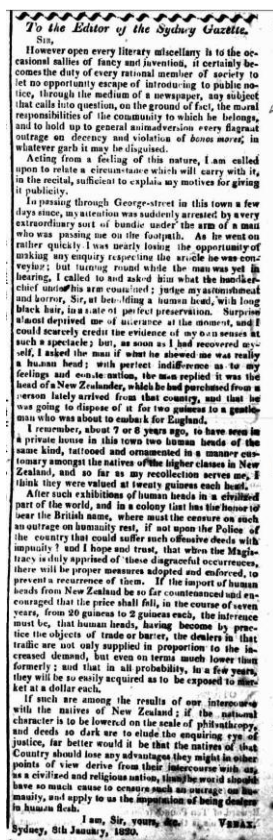 To the Editor of the Sydney Gazette.
SIR,
However open every literary miscellany is to the oc-
casional sallies of fancy and invention, it certainly be-
comes the duty of every rational member of society to
let no opportunity escape of introducing to public no-
tice, through the medium of a newspaper, any subject
that calls into question, on the ground of fact, the moral
responsibilities of the community to which he belongs,
and to hold up to general animadversion every flagrant
outrage on decency and violation of bones mores, in
whatever garb it may be disguised.
Acting from a feeling of this nature, I am called
upon to relate a circumstance which will carry with it,
in the recital, sufficient to explain my motives for giving
it publicity.
In passing through George-street in this town a few
days since, my attention was suddenly arrested by a very
extraordinary sort of bundle under the arm of a man
who was passing me on the footpath. As he went on
rather quickly I was nearly losing the opportunity of
making any enquiry respecting the article he was con-
veying; but turning round while the man was yet in
hearing, I called to and asked him what the handker-
chief under his arm contained; judge my astonishment
and horror, Sir, at beholding a human head, with long
black hair, in a state of perfect preservation. Surprise
almost deprived me of utterance at the moment, and I
could scarcely credit the evidence of my own senses at
such a spectacle; but, as soon as I had recovered my-
self, I asked the man if what he shewed me was really
a human head; with perfect indifference as to my
feelings and conste nation, the man replied it was the
head of a New Zealander, which he had purchased from a
person lately arrived from that country, and that he
was going to dispose of it for two guineas to a gentle-
man who was about to embark for England.
I remember, about 7 or 8 years ago, to have seen in
a private house in this town two human heads of the
same kind, tattooed and ornamented in a manner cus-
tomary amongst the natives of the higher classes in New
Zealand, and so far as my recollection serves me, I
think they were valued at twenty guineas each head.
After such exhibitions of human heads in a civilized
part of the world, and in a colony that has the honor to
bear the British name, where must the censure on such
an outrage on humanity rest, if not upon the Police of
the country that could suffer such offensive deeds with
impunity? and I hope and trust, that when the Magis-
tracy is duly apprised of these disgraceful occurrences,
there will be proper measures adopted and enforced, to
prevent a recurrence of them. If the import of human
heads from New Zealand be so far countenanced and en-
couraged that the price shall fall, in the course of seven
years, from 20 guineas to 2 guineas each, the inference
must be, that human heads, having become by prac-
tice the objects of trade or barter, the dealers in that
traffic are not only supplied in proportion to the in-
creased demand, but even on terms much lower than
formerly; and that in all probability, in a few years,
they will be so easily acquired as to be exposed to mar-
ket at a dollar each.
If such are among the results of our intercourse
with the natives of New Zealand; if the national
character is to be lowered on the scale of philanthropy,
and deeds so dark are to elude the enquiring eye of
justice, far better would it be that the natives of that
Country should lose any advantages they might in other
points of view derive from their intercourse with us,
as a civilized and religious nation, than the world should
have so much cause to censure such an outrage on hu-
manity, and apply to us the imputation of being dealers
in human flesh.
I am, Sir, yours, &c. VERAX.
Sydney, 8th January, 1820.